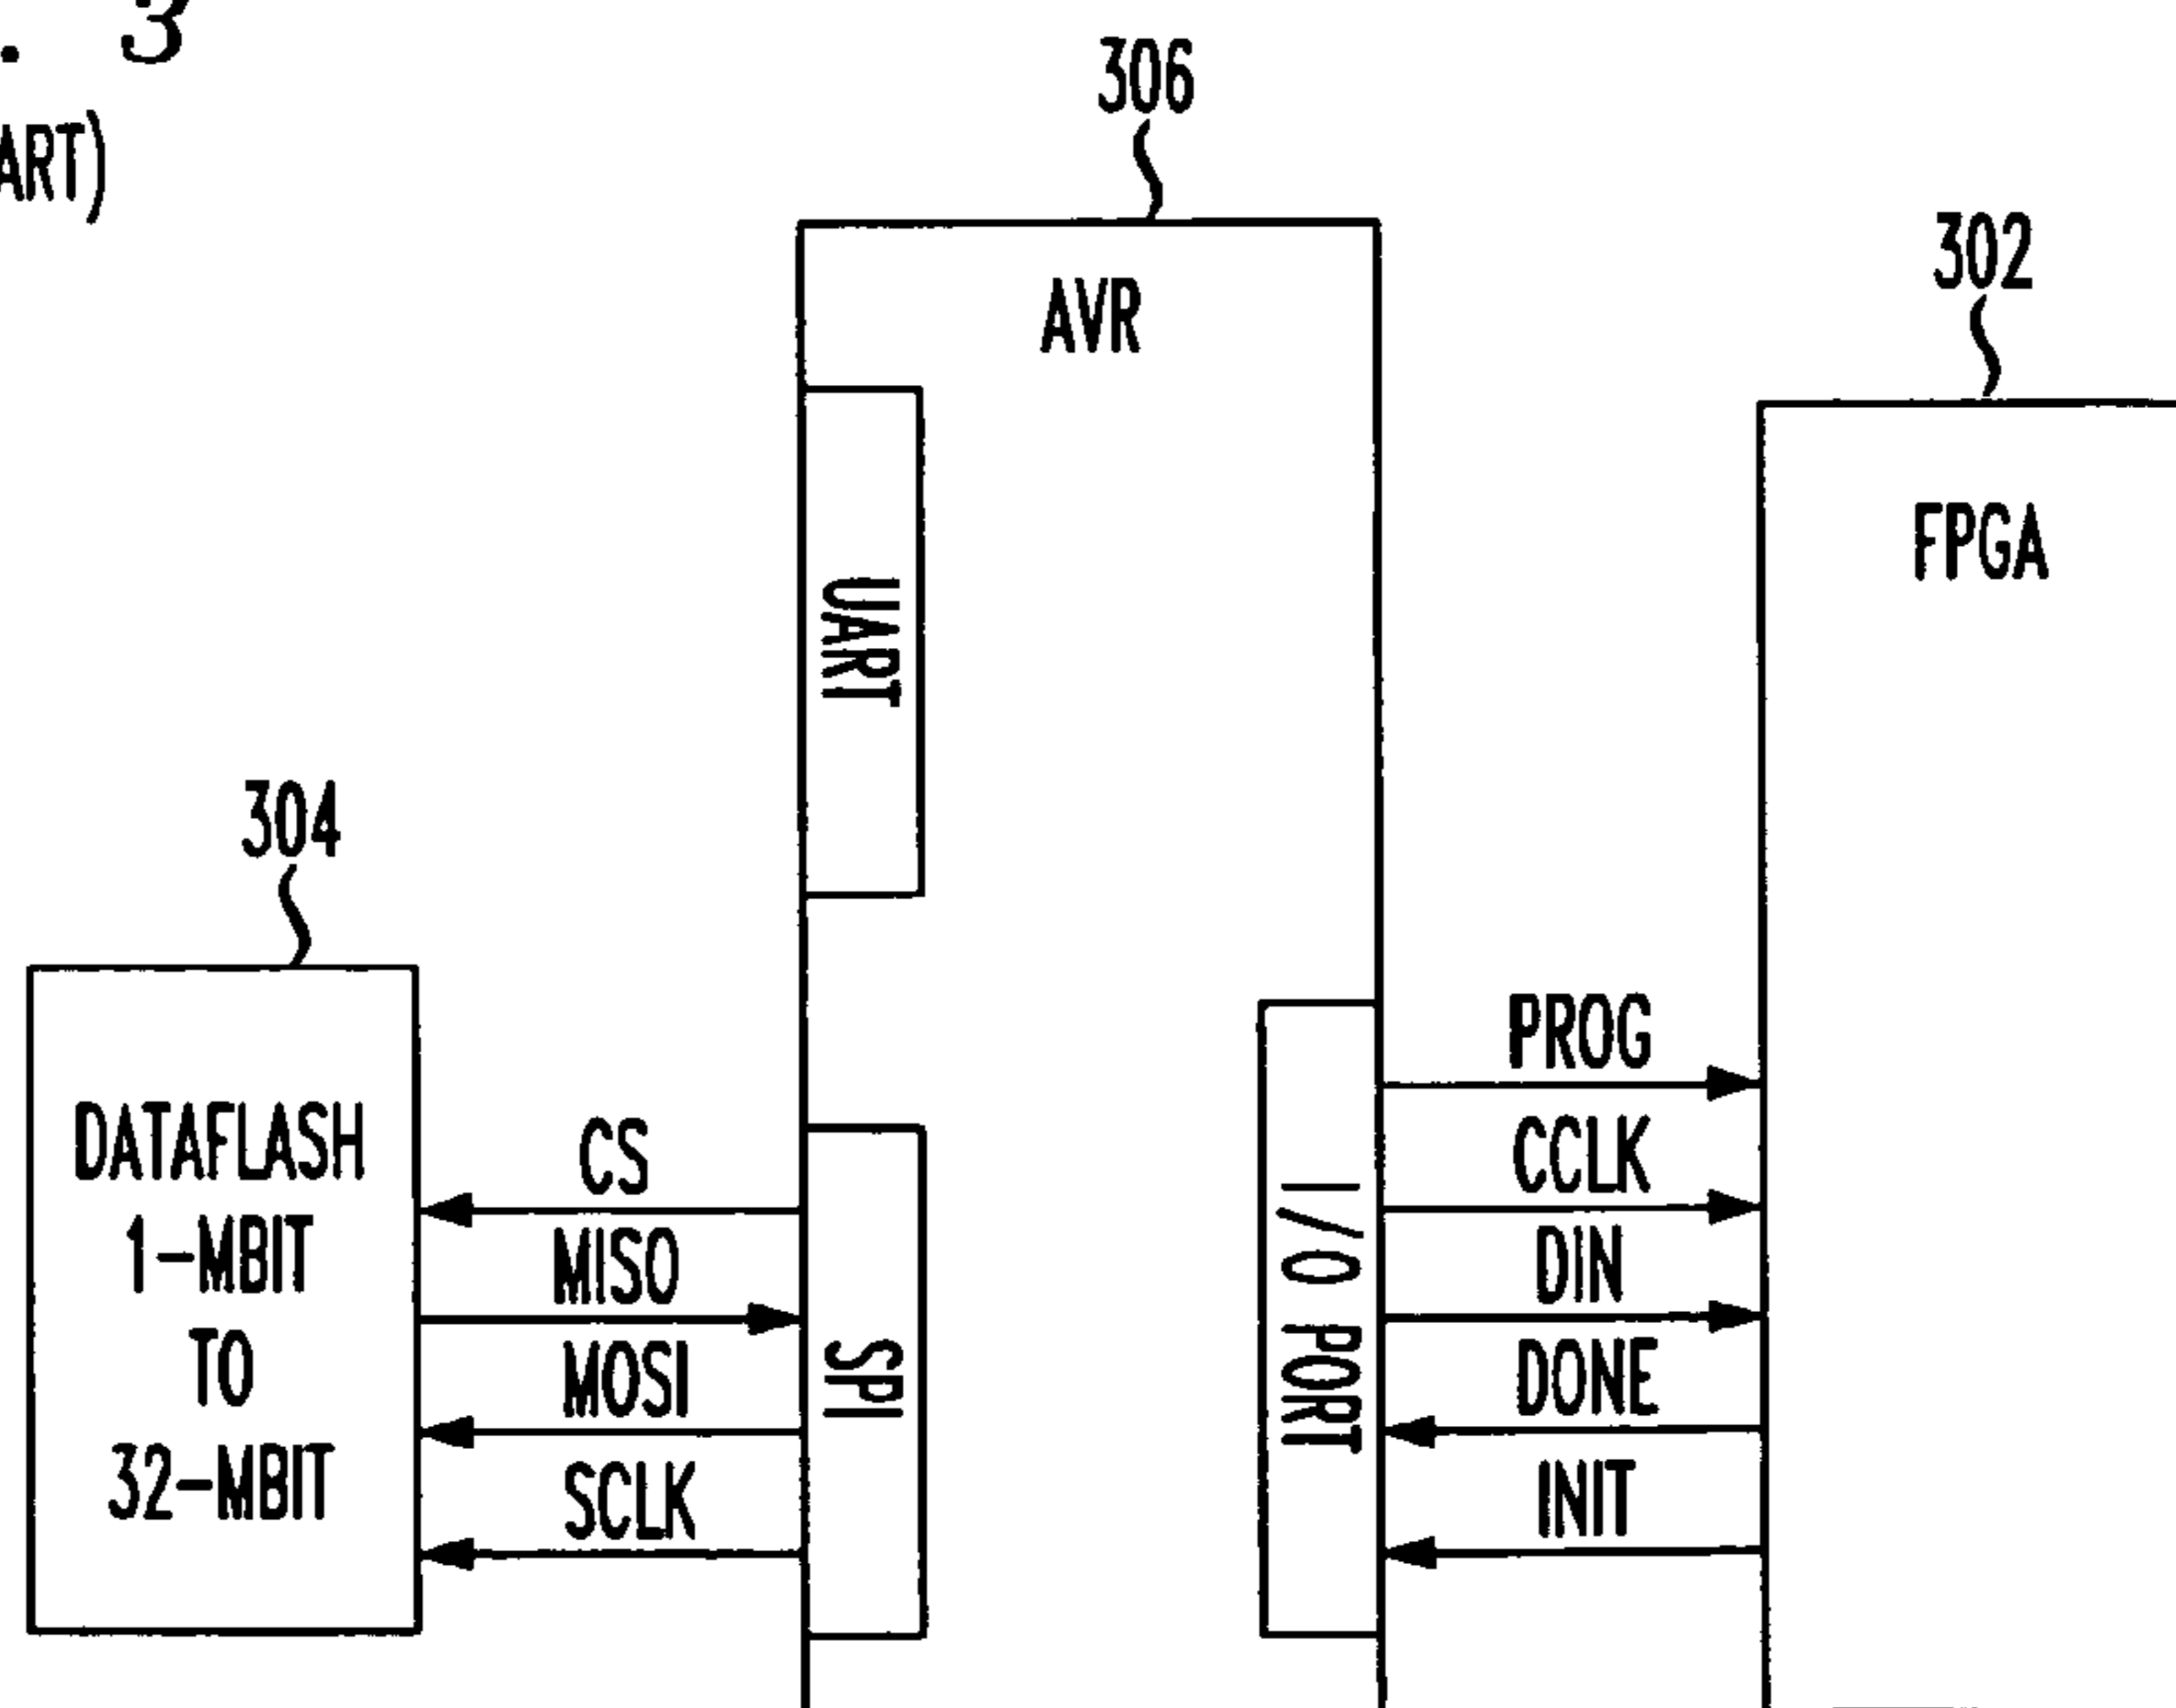 . 3
ART)
306
AVR
302
FPGA
UART
304
DATAFLASH
1-MBIT
TO
32-MBIT
CS
MISO
MOSI
SCLK
SPI
I/O PORT
PROG
CCLK
DIN
DONE
INIT